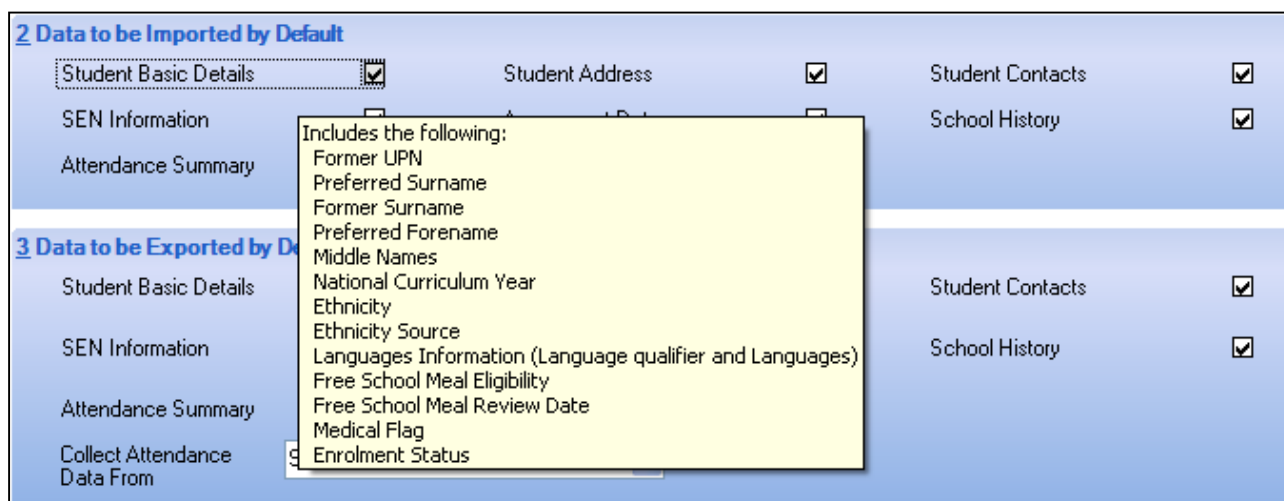 2 Data to be Imported by Default
Student Basic Details Student Address Student Contacts
SEN Information School History
Attendance Summary
Includes the following:
Former UPN
Preferred Surname
Former Surname
Preferred Forename
Middle Names
National Curriculum Year
Ethnicity
Ethnicity Source
Languages Information (Language qualifier and Languages)
Free School Meal Eligibility
Free School Meal Review Date
Medical Flag
Enrolment Status
3 Data to be Exported by
Student Basic Details Student Contacts
SEN Information School History
Attendance Summary
Collect Attendance
Data From